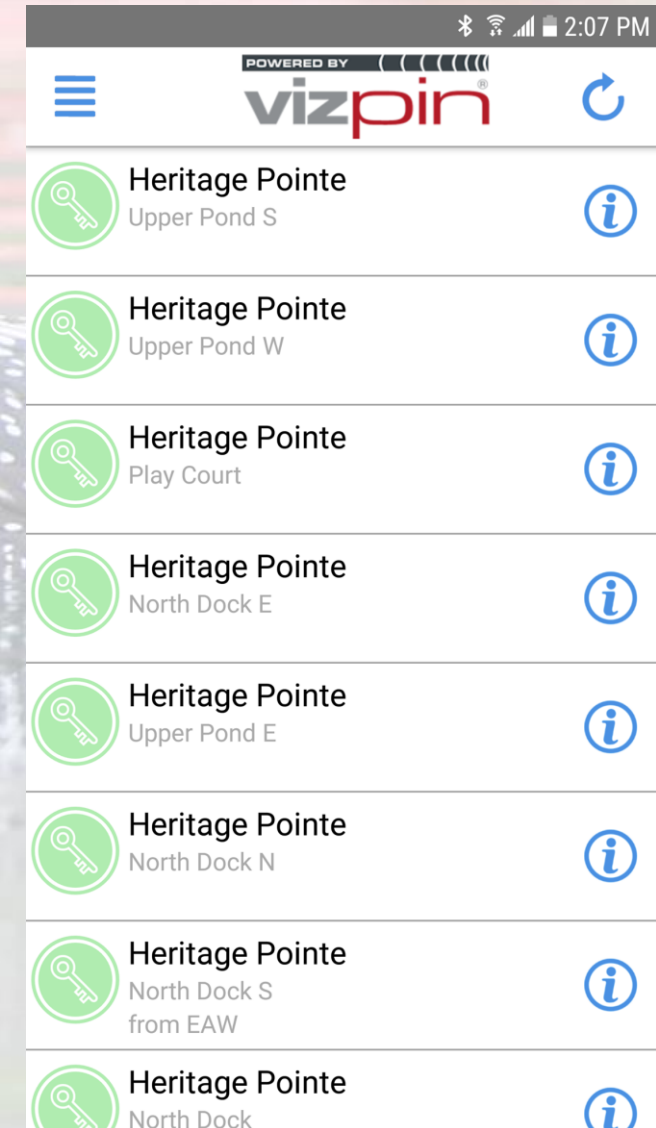 2:07 PM
POWERED BY
vizpin®
Heritage Pointe
Upper Pond S
Heritage Pointe
Upper Pond W
Heritage Pointe
Play Court
Heritage Pointe
North Dock E
Heritage Pointe
Upper Pond E
Heritage Pointe
North Dock N
Heritage Pointe
North Dock S
from EAW
Heritage Pointe
North Dock